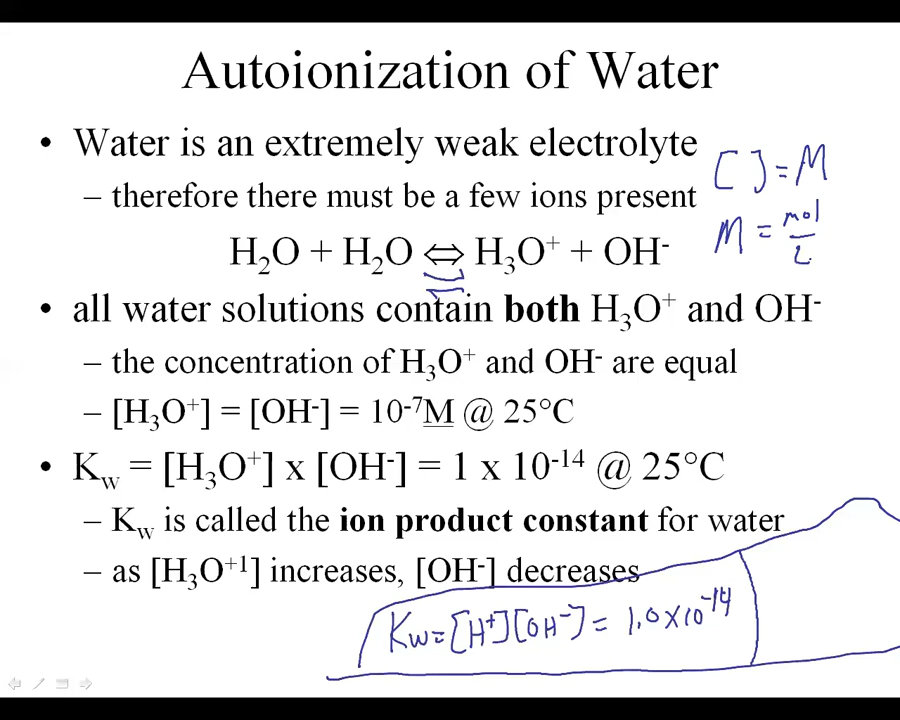 Autoionization of Water
• Water is an extremely weak electrolyte
– therefore there must be a few ions present
[ ] = M
M = mol/L
H₂O + H₂O ⇔ H₃O⁺ + OH⁻
• all water solutions contain both H₃O⁺ and OH⁻
– the concentration of H₃O⁺ and OH⁻ are equal
– [H₃O⁺] = [OH⁻] = 10⁻⁷M @ 25°C
• K_w = [H₃O⁺] x [OH⁻] = 1 x 10⁻¹⁴ @ 25°C
– K_w is called the ion product constant for water
– as [H₃O⁺¹] increases, [OH⁻] decreases
Kw = [H⁺][OH⁻] = 1.0 x 10⁻¹⁴